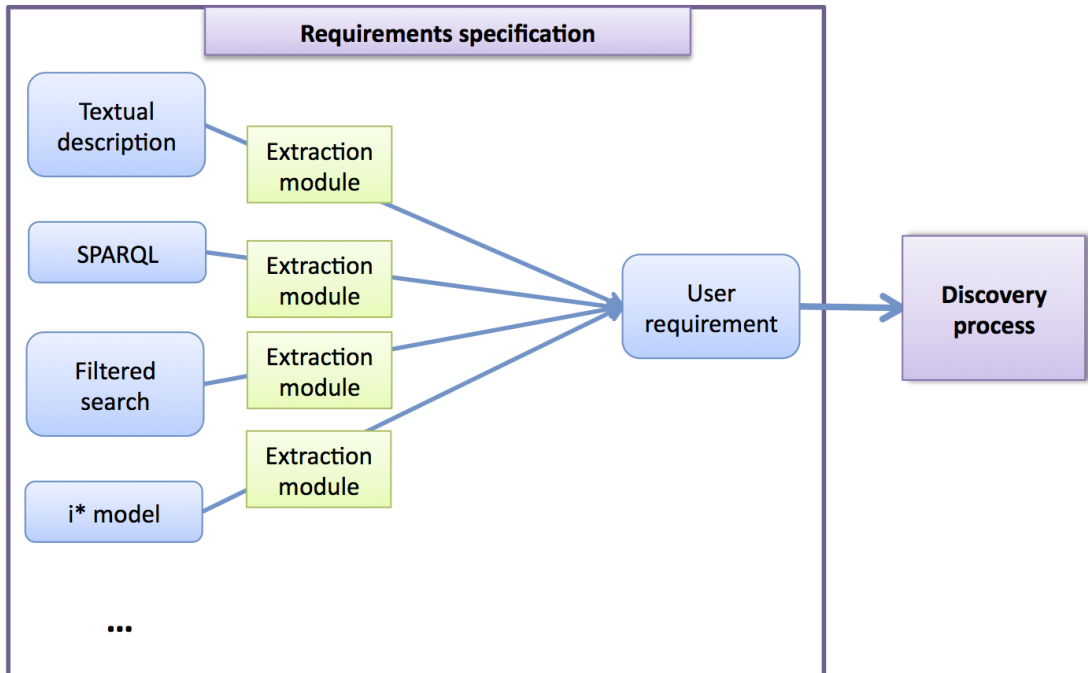 Requirements specification
Textual
description
Extraction
module
SPARQL
Extraction
module
Filtered
search
Extraction
module
i* model
Extraction
module
...
User
requirement
Discovery
process